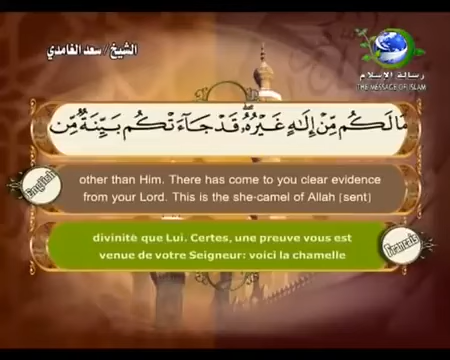 الشيخ // سعد الغامدي
رسالة الإسلام
THE MESSAGE OF ISLAM
مَا لَكُم مِّنْ إِلَٰهٍ غَيْرُهُۥ ۖ قَدْ جَآءَتْكُم بَيِّنَةٌ مِّن
English
other than Him. There has come to you clear evidence
from your Lord. This is the she-camel of Allah [sent]
divinité que Lui. Certes, une preuve vous est
venue de votre Seigneur: voici la chamelle
Français